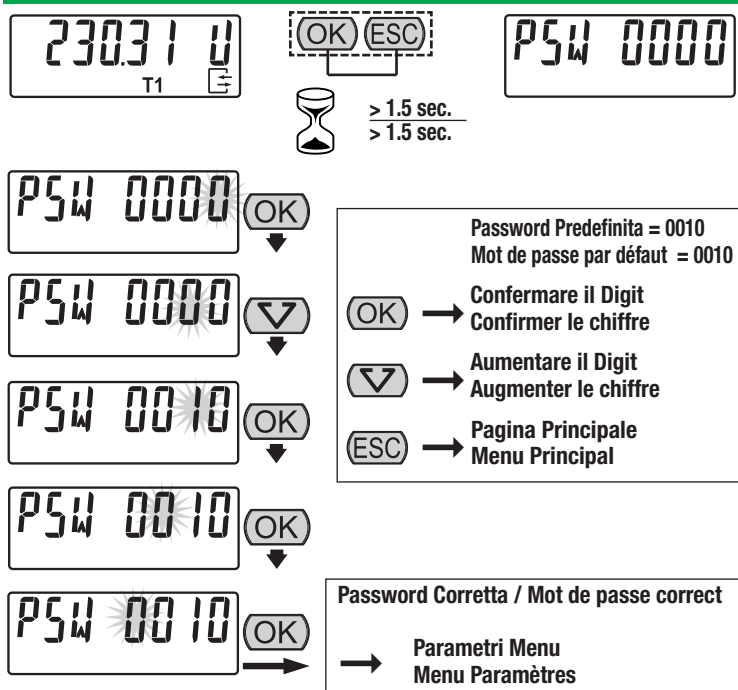 230.31 V
T1
OK ESC
> 1.5 sec.
> 1.5 sec.
PSW 0000
PSW 0000 OK
PSW 0000
PSW 0010 OK
PSW 0010 OK
PSW 0010 OK
Password Predefinita = 0010
Mot de passe par défaut = 0010
OK Confermare il Digit
Confirmer le chiffre
Aumentare il Digit
Augmenter le chiffre
ESC Pagina Principale
Menu Principal
Password Corretta / Mot de passe correct
Parametri Menu
Menu Paramètres